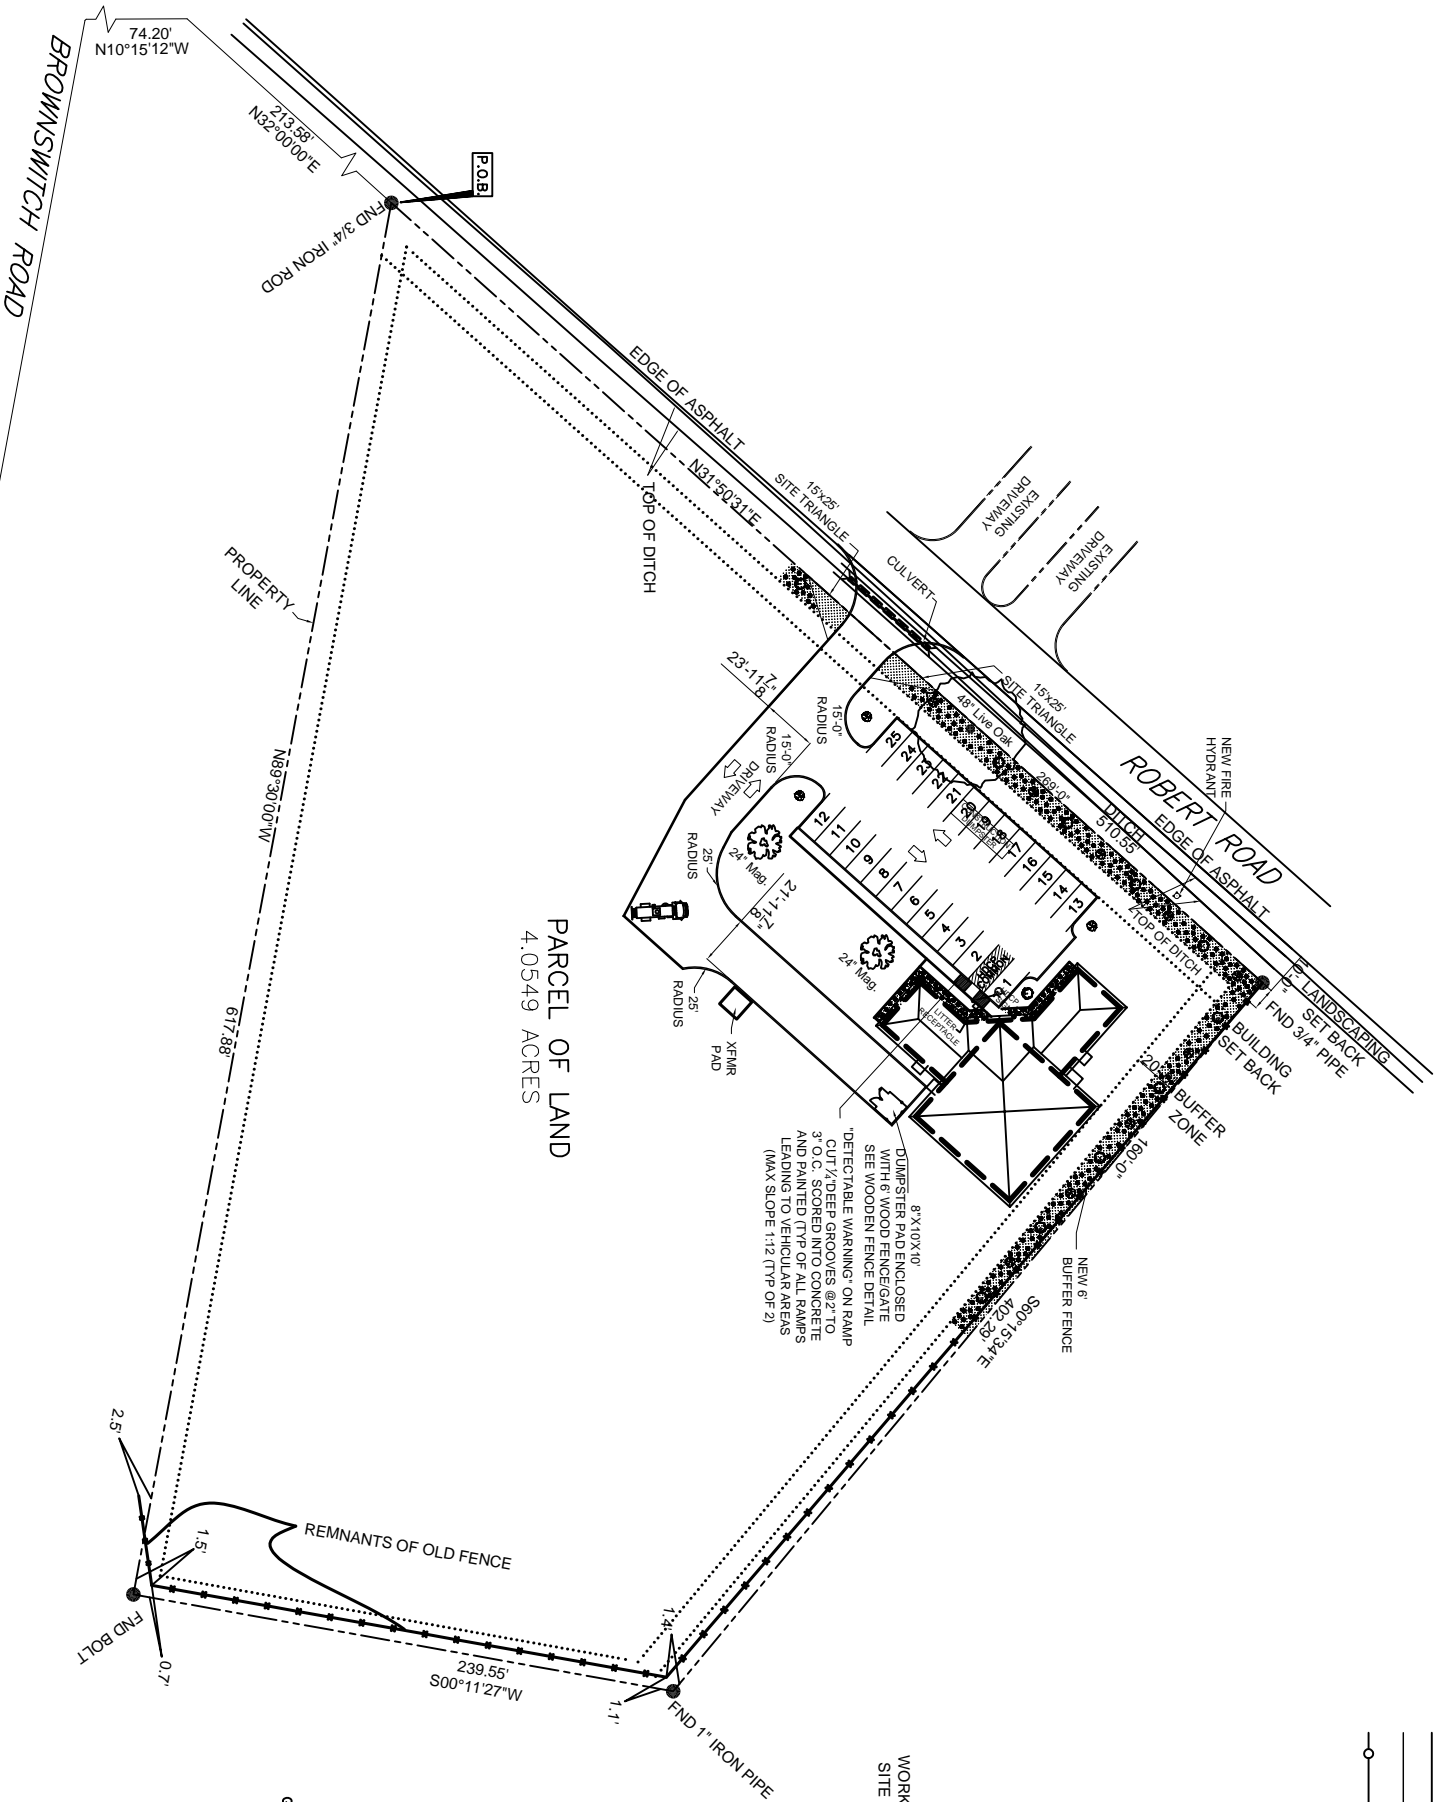 74.20'
N10°15'12"W
BROWNSWITCH ROAD
213.58'
N32°00'00"E
P.O.B.
FND 3/4" IRON ROD
EDGE OF ASPHALT
N31°50'31"E
TOP OF DITCH
15'X25'
SITE TRIANGLE
CULVERT
EXISTING
DRIVEWAY
EXISTING
DRIVEWAY
15'X25'
SITE TRIANGLE
48" Live Oak
269'-0"
ROBERT ROAD
NEW FIRE
HYDRANT
DITCH
510.55'
EDGE OF ASPHALT
TOP OF DITCH
LANDSCAPING
SET BACK
FND 3/4" PIPE
BUILDING
SET BACK
BUFFER
ZONE
160'-0"
NEW 6'
BUFFER FENCE
S60°15'34"E
402.29'
PROPERTY
LINE
23'-11 7/8"
15'-0"
RADIUS
15'-0"
RADIUS
DRIVEWAY
25
24
23
22
21
20
19
18
17
16
15
14
13
12
11
10
9
8
7
6
5
4
3
2
1
24" Mag.
25'
RADIUS
21'-11 7/8"
24" Mag.
25'
RADIUS
XFMR
PAD
LITTER
RECEPTACLE
8"X10'X10'
DUMPSTER PAD ENCLOSED
WITH 6' WOOD FENCE/GATE
SEE WOODEN FENCE DETAIL
"DETECTABLE WARNING" ON RAMP
CUT 1/4" DEEP GROOVES @2" TO
3" O.C. SCORED INTO CONCRETE
AND PAINTED (TYP OF ALL RAMPS
LEADING TO VEHICULAR AREAS
(MAX SLOPE 1:12 (TYP OF 2)
PARCEL OF LAND
4.0549 ACRES
N89°30'00"W
617.88'
2.5'
1.5'
REMNANTS OF OLD FENCE
FND BOLT
0.7'
239.55'
S00°11'27"W
1.4'
1.1'
FND 1" IRON PIPE
WORK
SITE